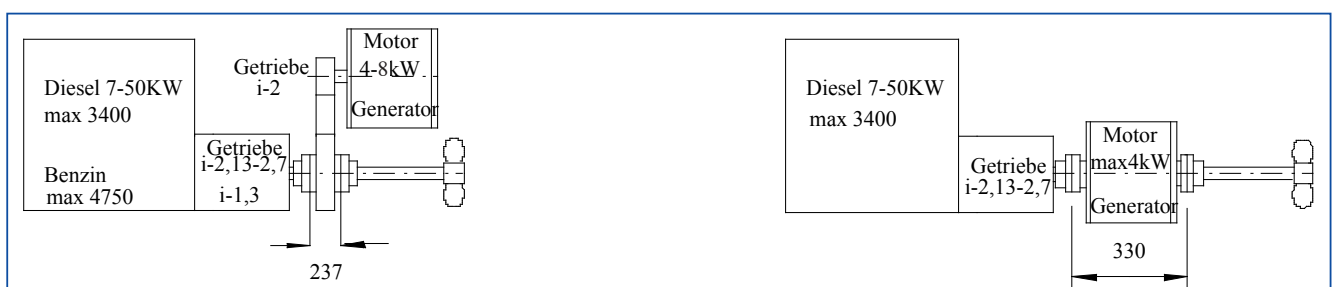 Diesel 7-50KW
max 3400
Benzin
max 4750
Getriebe
i-2,13-2,7
i-1,3
Getriebe
i-2
Motor
4-8kW
Generator
237
Diesel 7-50KW
max 3400
Getriebe
i-2,13-2,7
Motor
max4kW
Generator
330